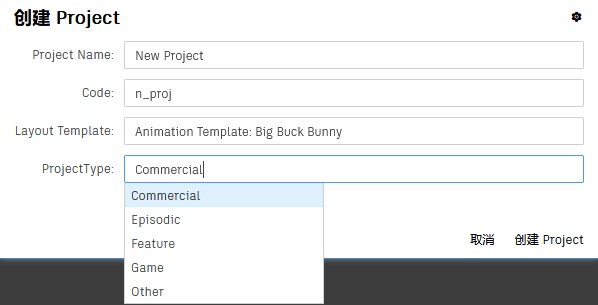 创建 Project
Project Name: New Project
Code: n_proj
Layout Template: Animation Template: Big Buck Bunny
ProjectType: Commercial
Commercial
Episodic
Feature
Game
Other
取消 创建 Project